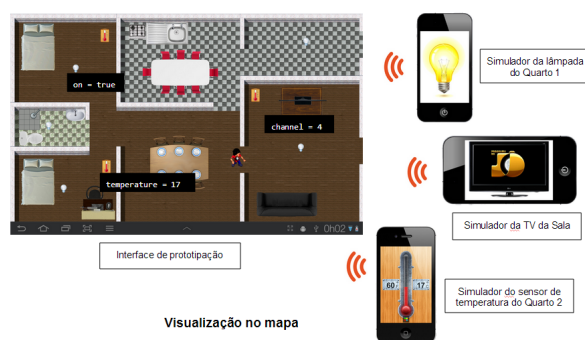 on = true
channel = 4
temperature = 17
0h02
Interface de prototipação
Visualização no mapa
Simulador da lâmpada
do Quarto 1
Simulador da TV da Sala
60
17
Simulador do sensor de
temperatura do Quarto 2